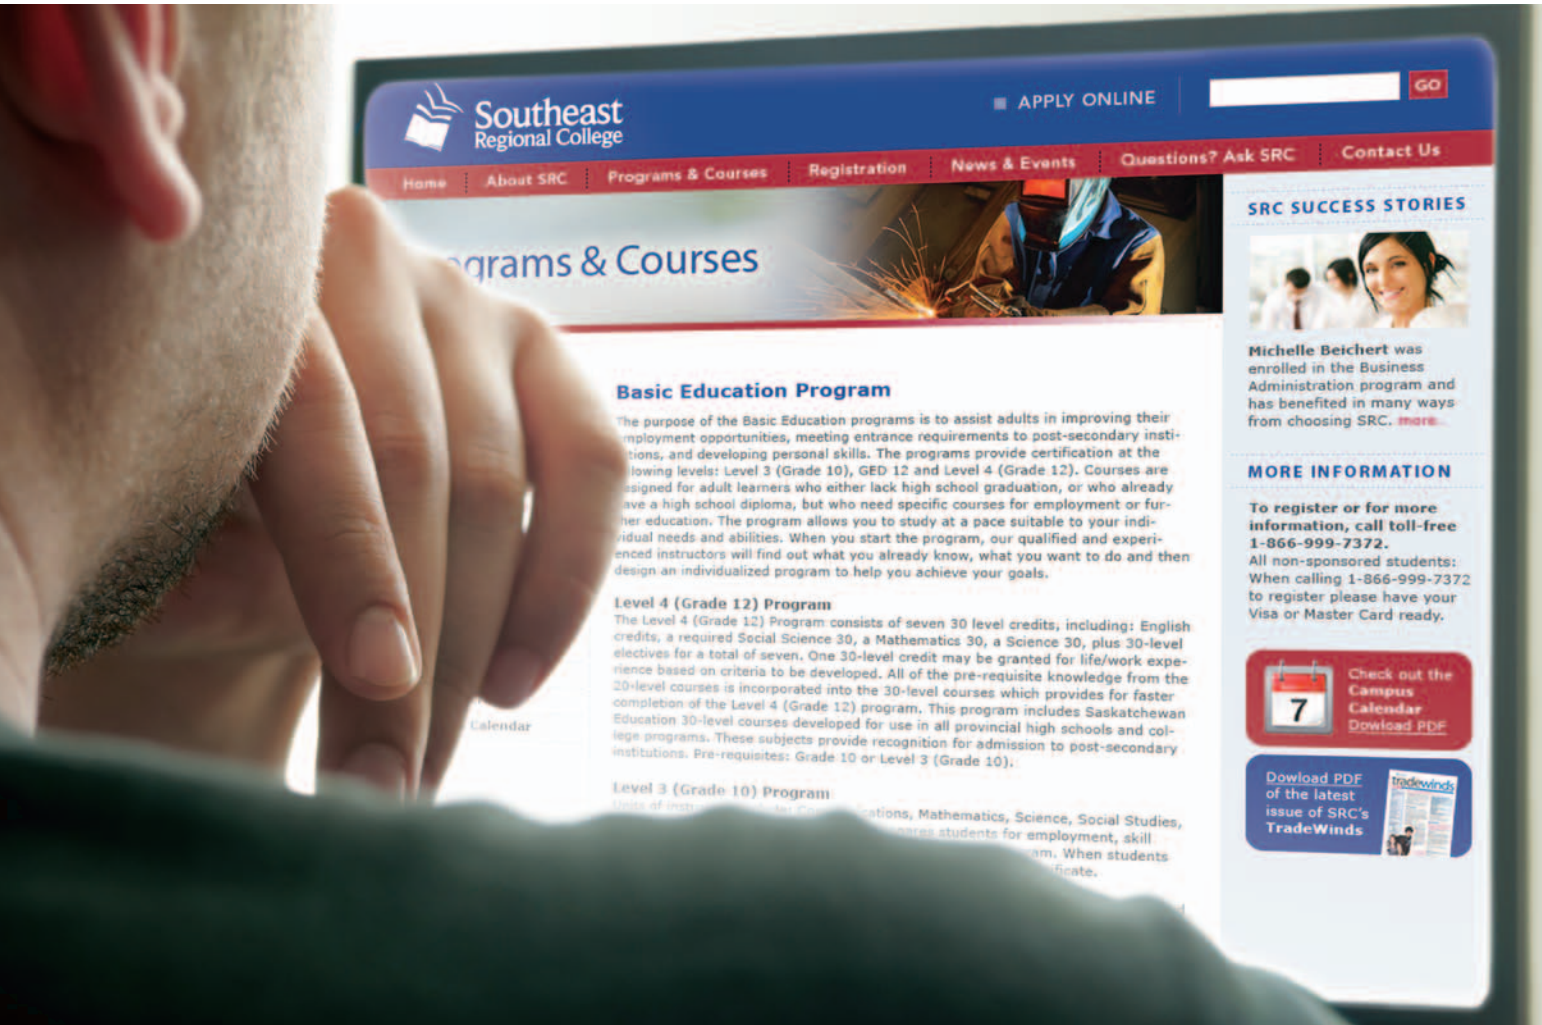 Southeast
Regional College
APPLY ONLINE
GO
Home
About SRC
Programs & Courses
Registration
News & Events
Questions? Ask SRC
Contact Us
grams & Courses
Basic Education Program
The purpose of the Basic Education programs is to assist adults in improving their
mployment opportunities, meeting entrance requirements to post-secondary insti-
tions, and developing personal skills. The programs provide certification at the
lowing levels: Level 3 (Grade 10), GED 12 and Level 4 (Grade 12). Courses are
esigned for adult learners who either lack high school graduation, or who already
ave a high school diploma, but who need specific courses for employment or fur-
her education. The program allows you to study at a pace suitable to your indi-
vidual needs and abilities. When you start the program, our qualified and experi-
enced instructors will find out what you already know, what you want to do and then
design an individualized program to help you achieve your goals.
Level 4 (Grade 12) Program
The Level 4 (Grade 12) Program consists of seven 30 level credits, including: English
credits, a required Social Science 30, a Mathematics 30, a Science 30, plus 30-level
electives for a total of seven. One 30-level credit may be granted for life/work expe-
rience based on criteria to be developed. All of the pre-requisite knowledge from the
20-level courses is incorporated into the 30-level courses which provides for faster
completion of the Level 4 (Grade 12) program. This program includes Saskatchewan
Education 30-level courses developed for use in all provincial high schools and col-
lege programs. These subjects provide recognition for admission to post-secondary
institutions. Pre-requisites: Grade 10 or Level 3 (Grade 10).
Level 3 (Grade 10) Program
Units of
ations, Mathematics, Science, Social Studies,
students for employment, skill
am. When students
ficate.
Calendar
SRC SUCCESS STORIES
Michelle Beichert was
enrolled in the Business
Administration program and
has benefited in many ways
from choosing SRC. more...
MORE INFORMATION
To register or for more
information, call toll-free
1-866-999-7372.
All non-sponsored students:
When calling 1-866-999-7372
to register please have your
Visa or Master Card ready.
7
Check out the
Campus
Calendar
Dowload PDF
Dowload PDF
of the latest
issue of SRC's
TradeWinds
tradewinds